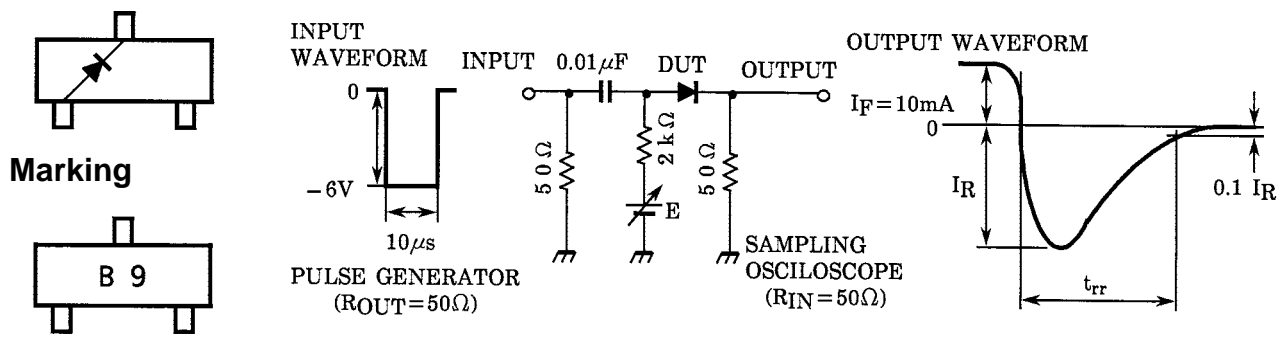 Marking
B 9
INPUT
WAVEFORM
0
−6V
10μs
PULSE GENERATOR
(ROUT=50Ω)
INPUT
0.01μF
DUT
OUTPUT
50Ω
2kΩ
E
50Ω
SAMPLING
OSCILOSCOPE
(RIN=50Ω)
OUTPUT WAVEFORM
IF=10mA
0
IR
0.1 IR
trr